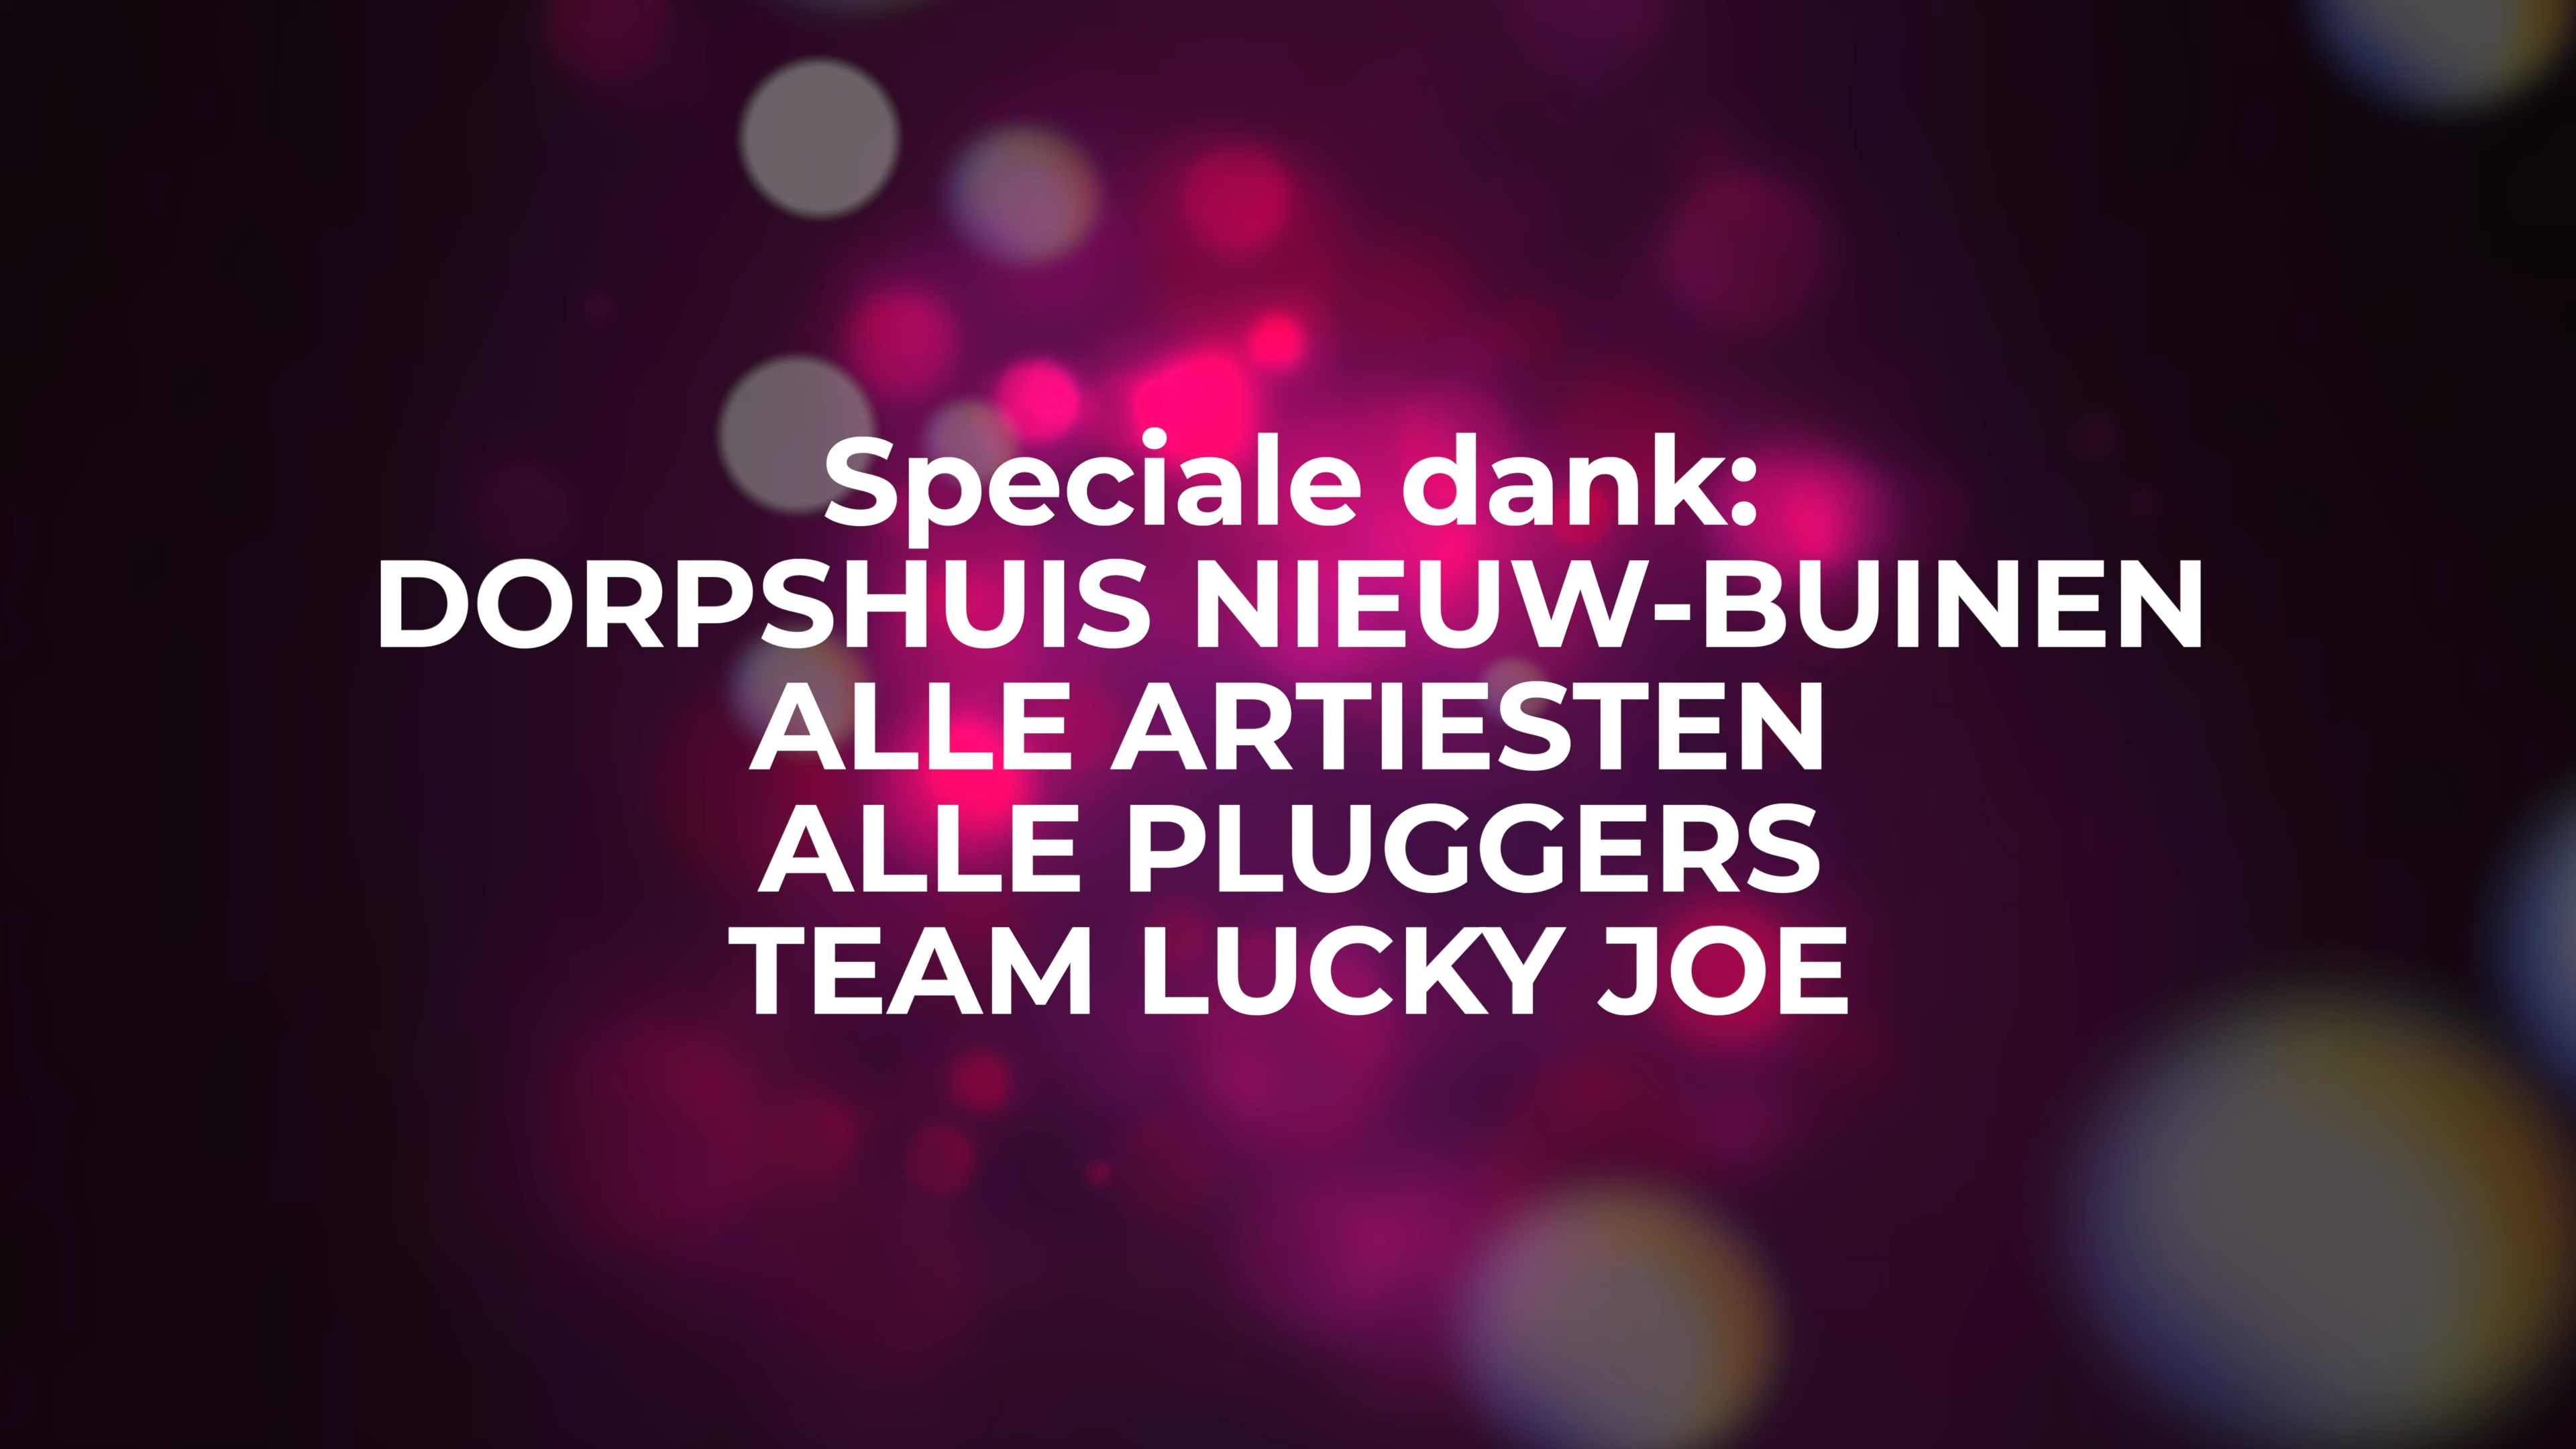 Speciale dank:
DORPSHUIS NIEUW-BUINEN
ALLE ARTIESTEN
ALLE PLUGGERS
TEAM LUCKY JOE